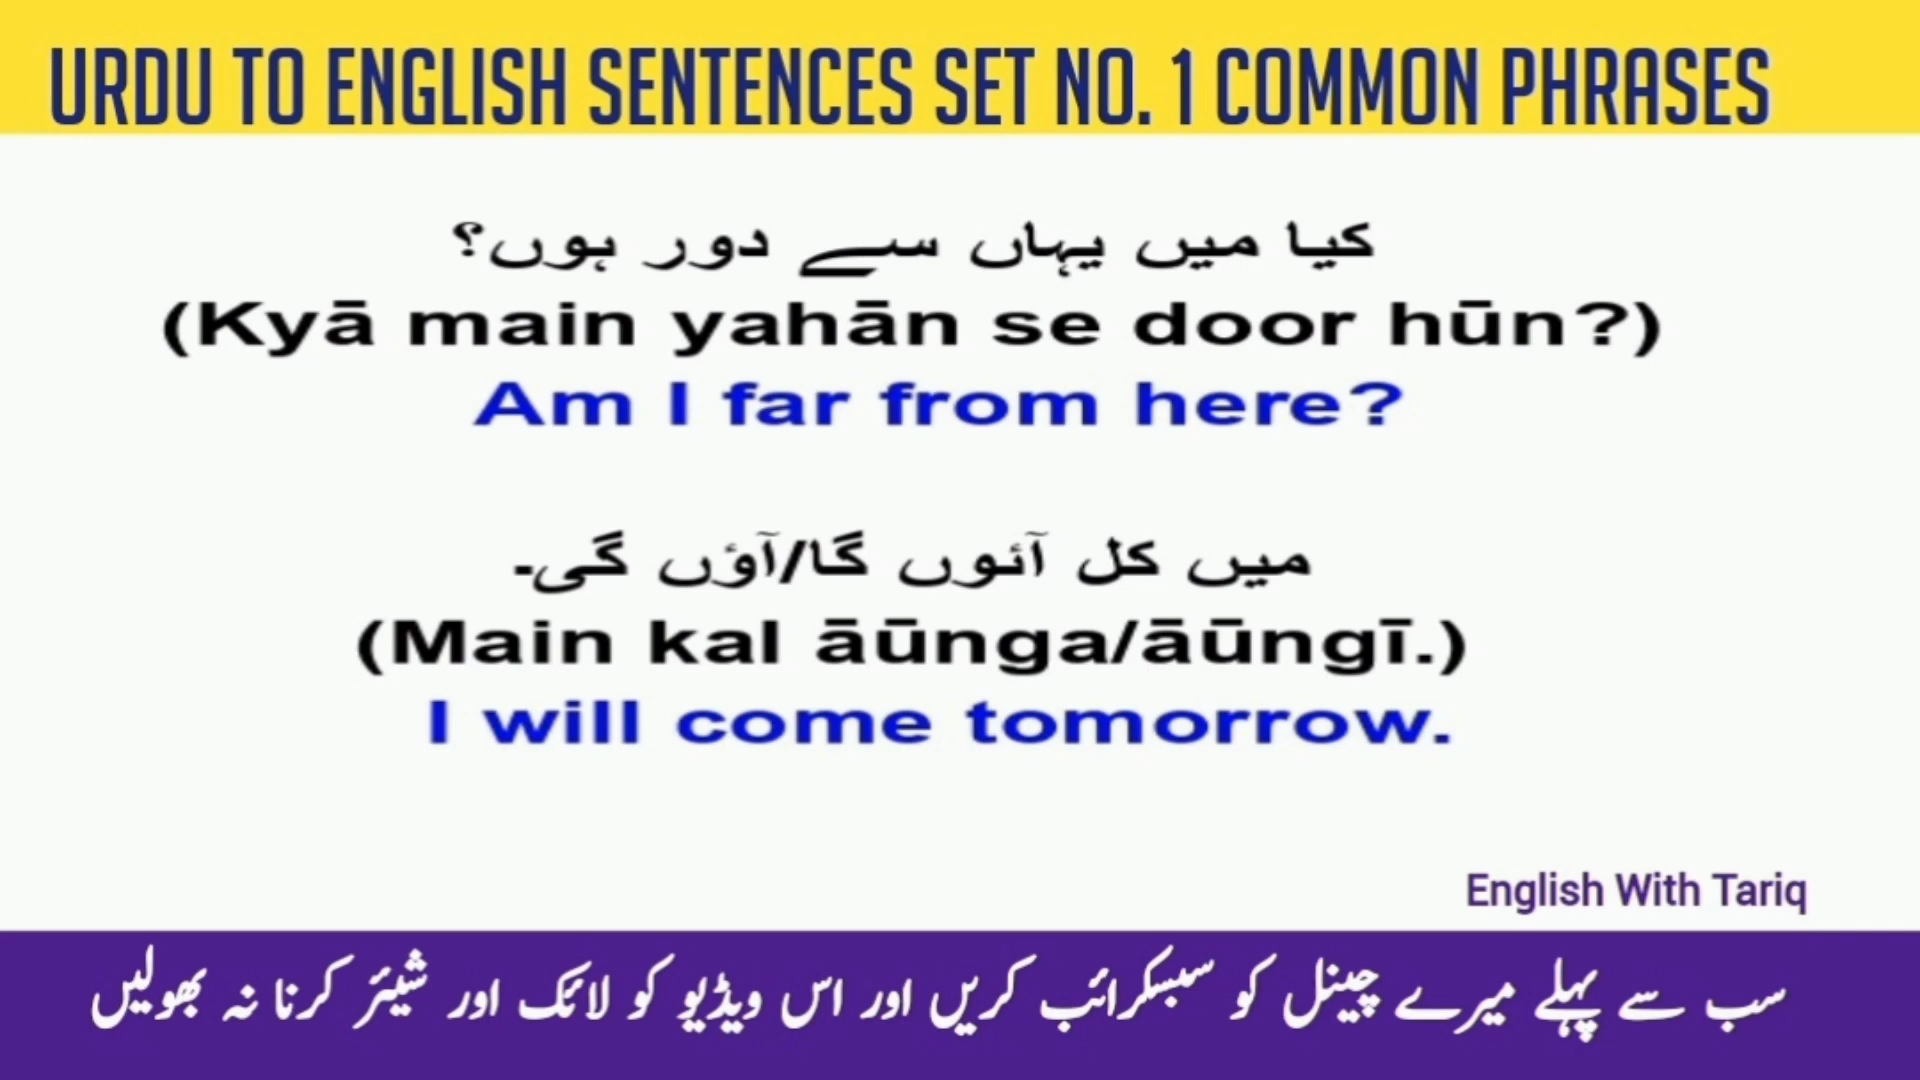 URDU TO ENGLISH SENTENCES SET NO. 1 COMMON PHRASES
کیا میں یہاں سے دور ہوں؟
(Kyā main yahān se door hūn?)
Am I far from here?
میں کل آئوں گا/آؤں گی۔
(Main kal āūnga/āūngī.)
I will come tomorrow.
English With Tariq
سب سے پہلے میرے چینل کو سبسکرائب کریں اور اس ویڈیو کو لائک اور شیئر کرنا نہ بھولیں